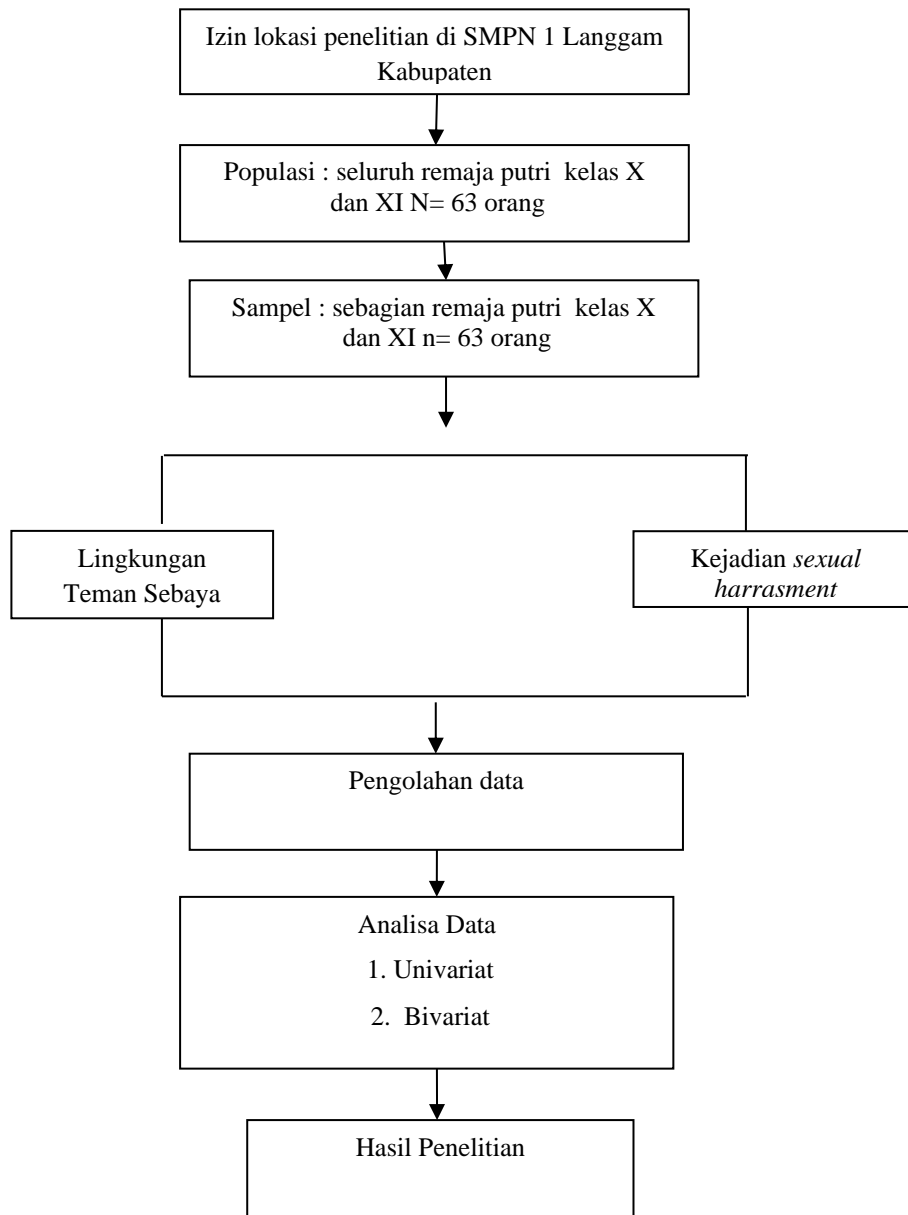 Izin lokasi penelitian di SMPN 1 Langgam
Kabupaten
Populasi : seluruh remaja putri kelas X
dan XI N= 63 orang
Sampel : sebagian remaja putri kelas X
dan XI n= 63 orang
Lingkungan
Teman Sebaya
Kejadian sexual
harrasment
Pengolahan data
Analisa Data
1. Univariat
2. Bivariat
Hasil Penelitian